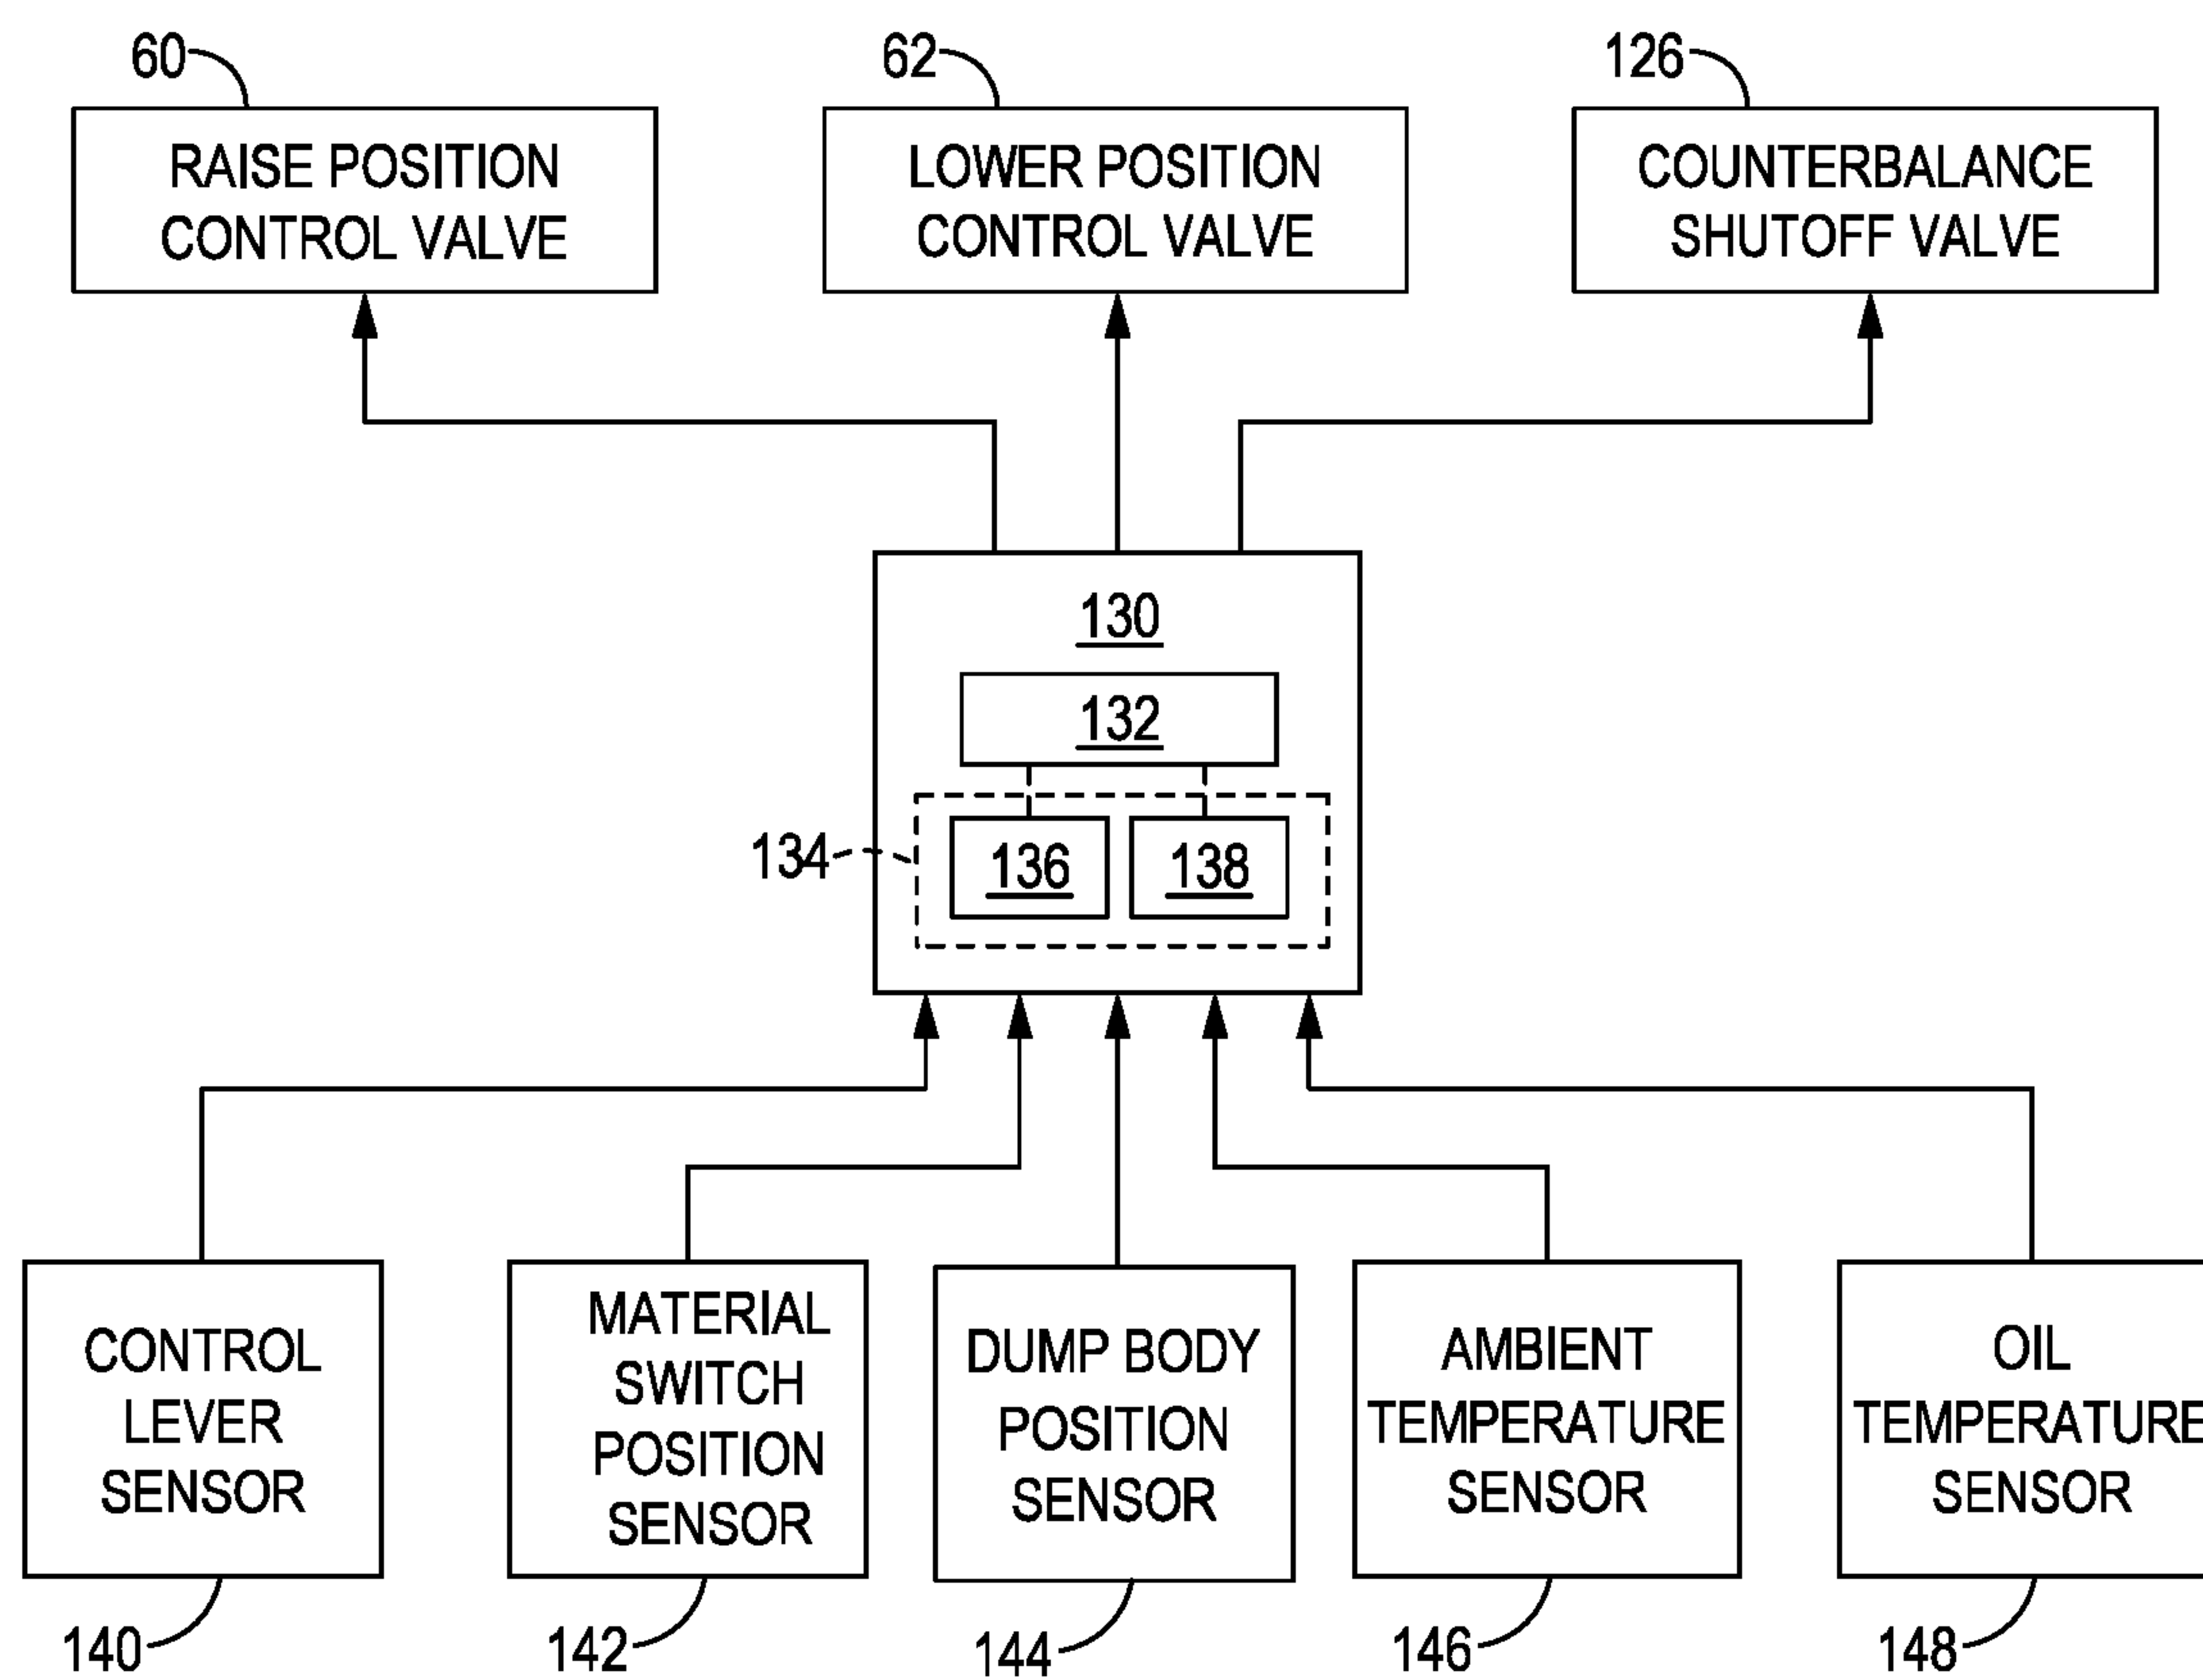 60
62
126
RAISE POSITION
CONTROL VALVE
LOWER POSITION
CONTROL VALVE
COUNTERBALANCE
SHUTOFF VALVE
130
132
134
136
138
CONTROL
LEVER
SENSOR
MATERIAL
SWITCH
POSITION
SENSOR
DUMP BODY
POSITION
SENSOR
AMBIENT
TEMPERATURE
SENSOR
OIL
TEMPERATURE
SENSOR
140
142
144
146
148